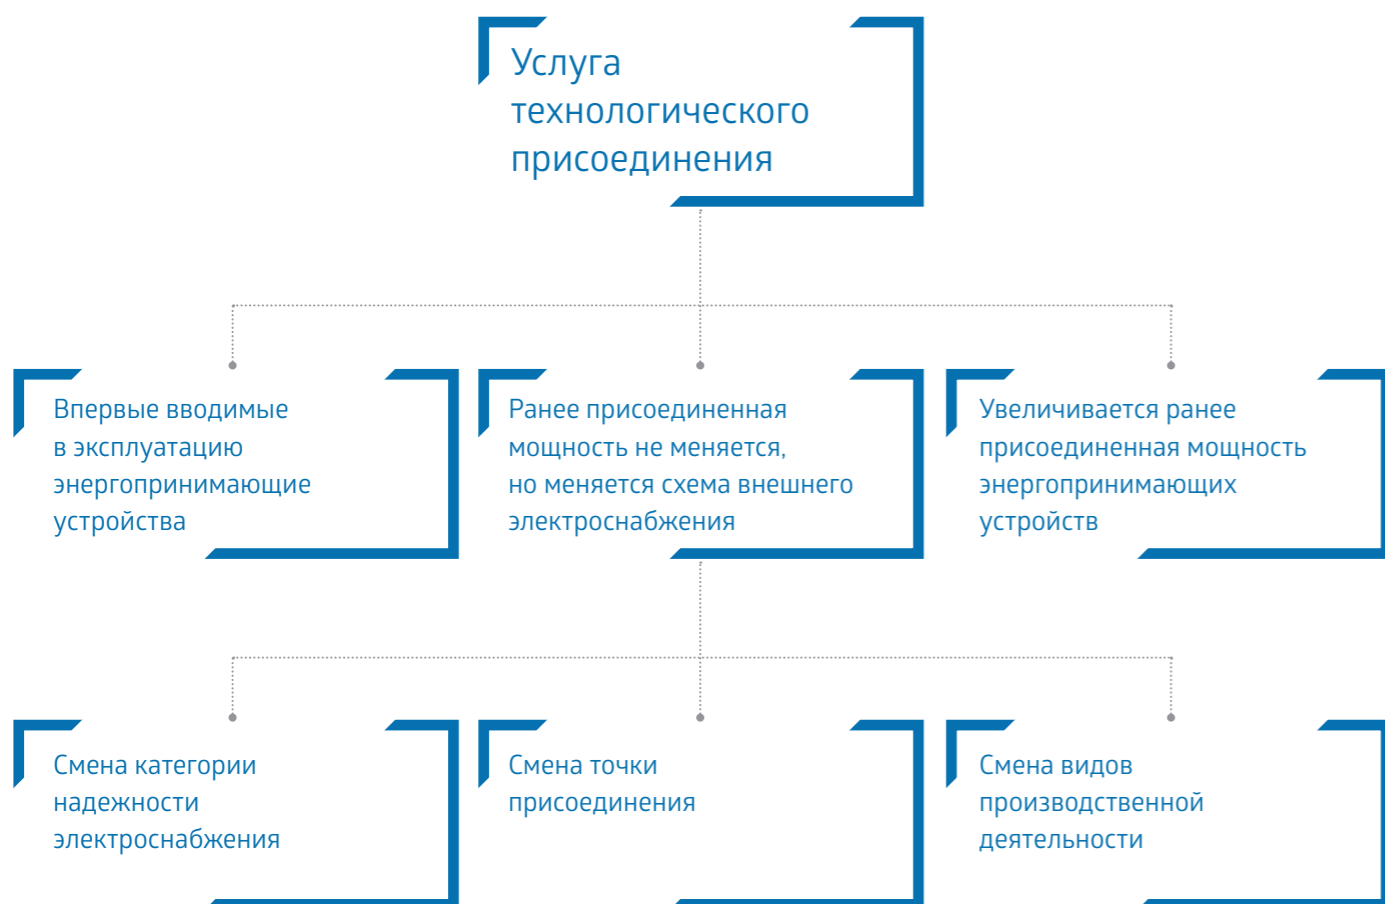 Услуга
технологического
присоединения
Впервые вводимые
в эксплуатацию
энергопринимающие
устройства
Ранее присоединенная
мощность не меняется,
но меняется схема внешнего
электроснабжения
Увеличивается ранее
присоединенная мощность
энергопринимающих
устройств
Смена категории
надежности
электроснабжения
Смена точки
присоединения
Смена видов
производственной
деятельности